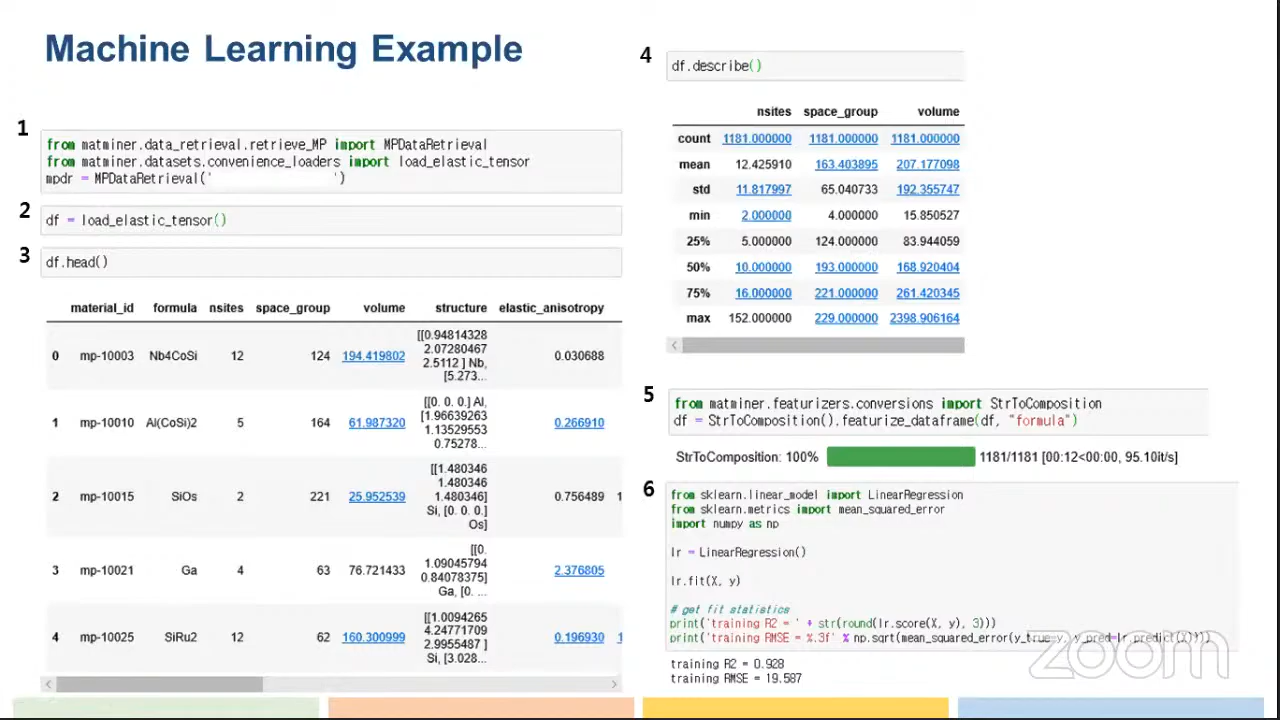 Machine Learning Example
1
from matminer.data_retrieval.retrieve_MP import MPDataRetrieval
from matminer.datasets.convenience_loaders import load_elastic_tensor
mpdr = MPDataRetrieval(' ')
2
df = load_elastic_tensor()
3
df.head()
material_id formula nsites space_group volume structure elastic_anisotropy
0 mp-10003 Nb4CoSi 12 124 194.419802 [[0.94814328 2.07280467 2.5112 ] Nb, [5.273... 0.030688
1 mp-10010 Al(CoSi)2 5 164 61.987320 [[0. 0. 0.] Al, [1.96639263 1.13529553 0.75278... 0.266910
2 mp-10015 SiOs 2 221 25.952539 [[1.480346 1.480346 1.480346] Si, [0. 0. 0.] Os] 0.756489 1
3 mp-10021 Ga 4 63 76.721433 [[0. 1.09045794 0.84078375] Ga, [0. ... 2.376805
4 mp-10025 SiRu2 12 62 160.300999 [[1.0094265 4.24771709 2.9955487 ] Si, [3.028... 0.196930 1
4
df.describe()
nsites space_group volume
count 1181.000000 1181.000000 1181.000000
mean 12.425910 163.403895 207.177098
std 11.817997 65.040733 192.355747
min 2.000000 4.000000 15.850527
25% 5.000000 124.000000 83.944059
50% 10.000000 193.000000 168.920404
75% 16.000000 221.000000 261.420345
max 152.000000 229.000000 2398.906164
5
from matminer.featurizers.conversions import StrToComposition
df = StrToComposition().featurize_dataframe(df, "formula")
StrToComposition: 100% 1181/1181 [00:12<00:00, 95.10it/s]
6
from sklearn.linear_model import LinearRegression
from sklearn.metrics import mean_squared_error
import numpy as np
lr = LinearRegression()
lr.fit(X, y)
# get fit statistics
print('training R2 = ' + str(round(lr.score(X, y), 3)))
print('training RMSE = %.3f' % np.sqrt(mean_squared_error(y_true=y, y_pred=lr.predict(X))))
training R2 = 0.928
training RMSE = 19.587
zoom